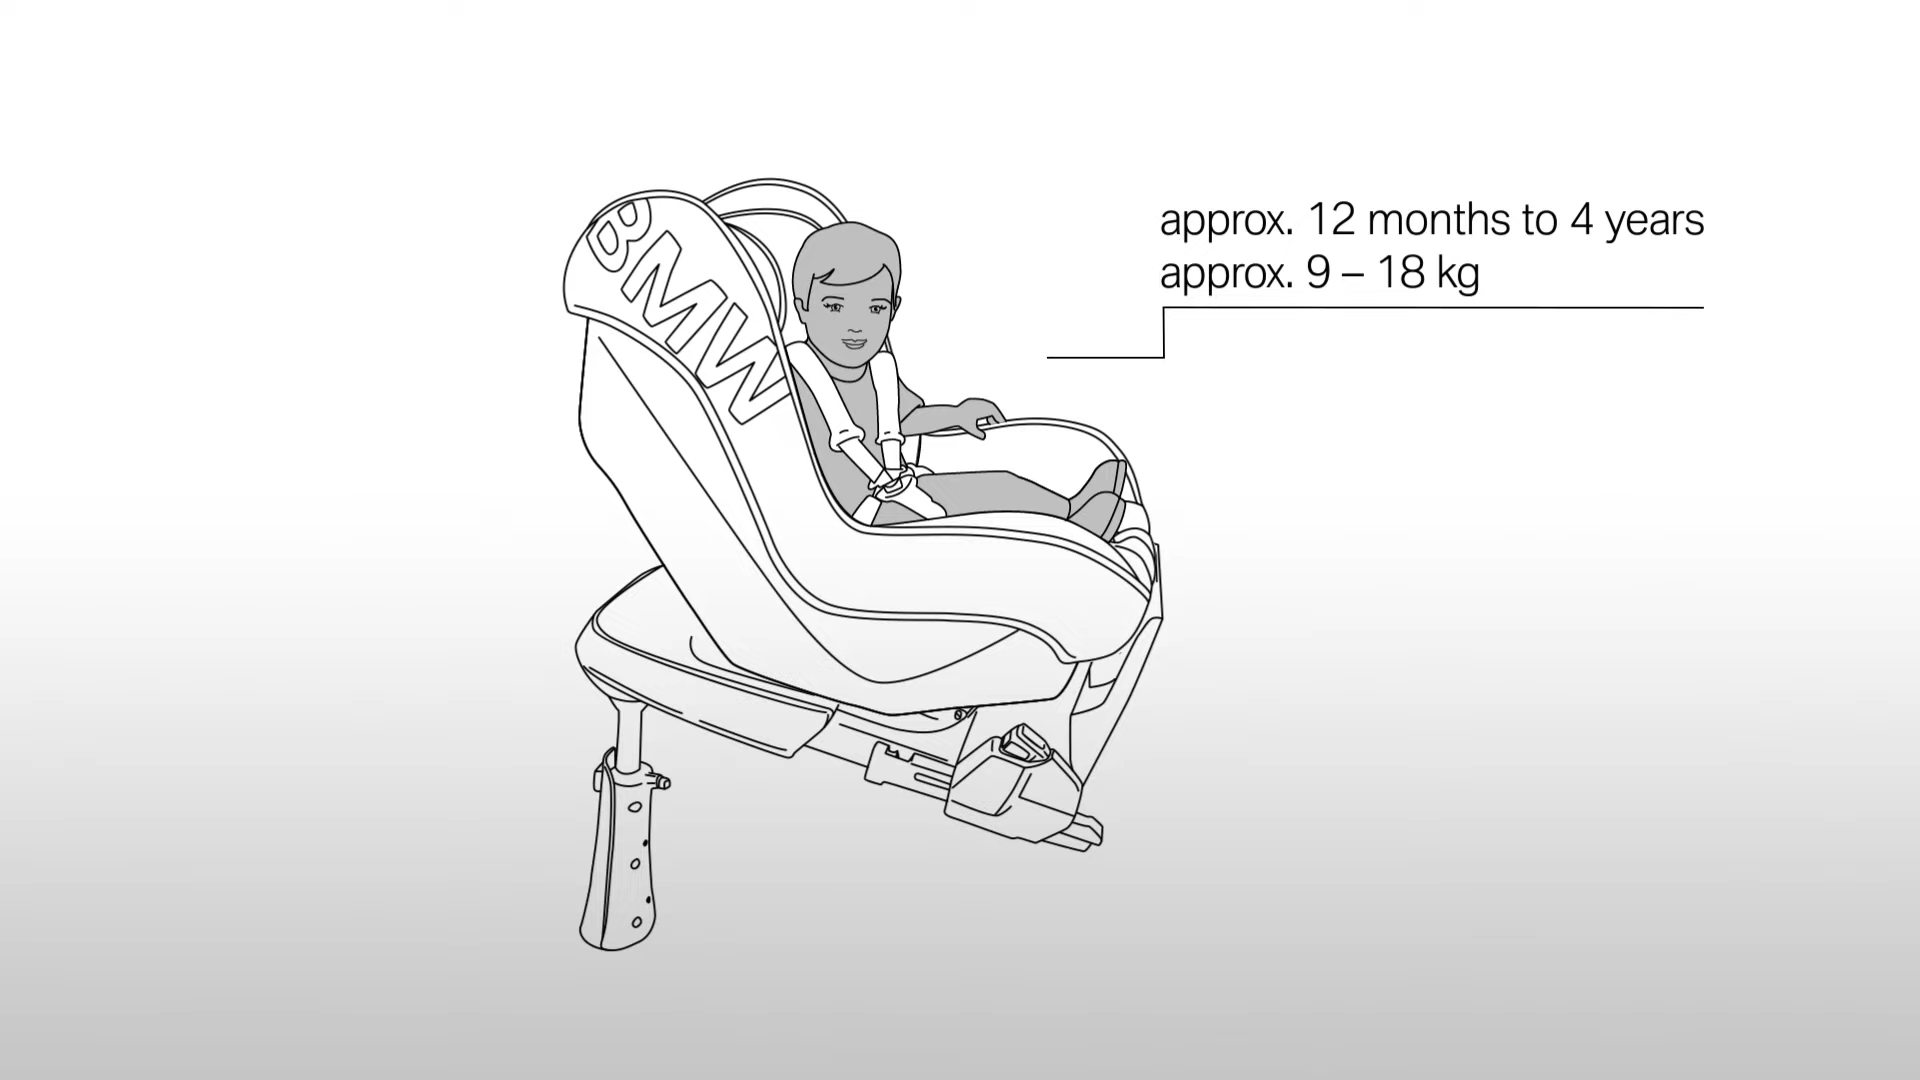 BMW
approx. 12 months to 4 years
approx. 9 – 18 kg